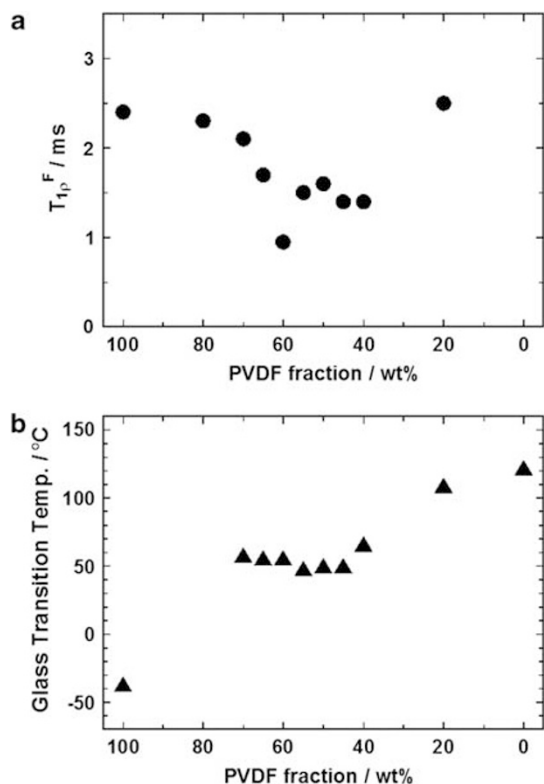 a
3
2
1
0
T1ρ^F / ms
100 80 60 40 20 0
PVDF fraction / wt%
b
150
100
50
0
-50
Glass Transition Temp. /°C
100 80 60 40 20 0
PVDF fraction / wt%